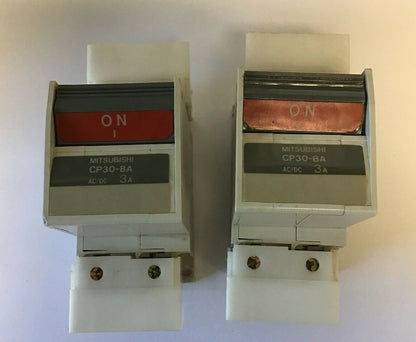 ON
I
MITSUBISHI
CP30-BA
AC/DC 3A
ON
MITSUBISHI
CP30-BA
AC/DC 3A